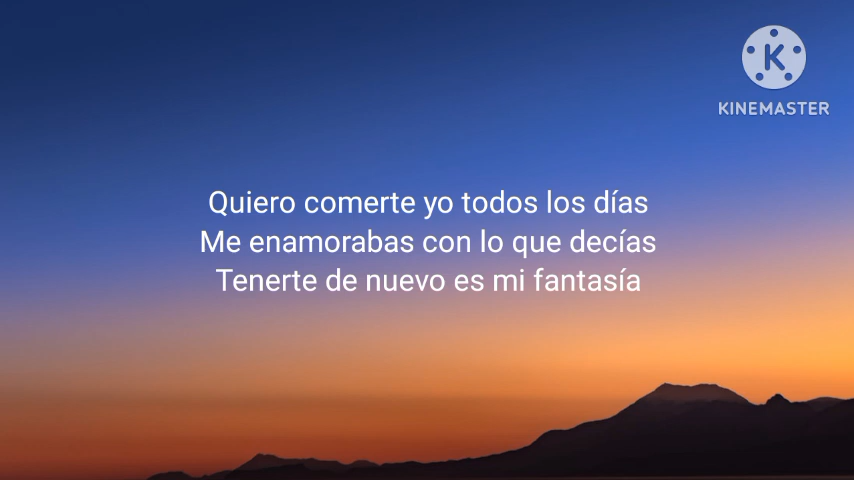 KINEMASTER
Quiero comerte yo todos los días
Me enamorabas con lo que decías
Tenerte de nuevo es mi fantasía